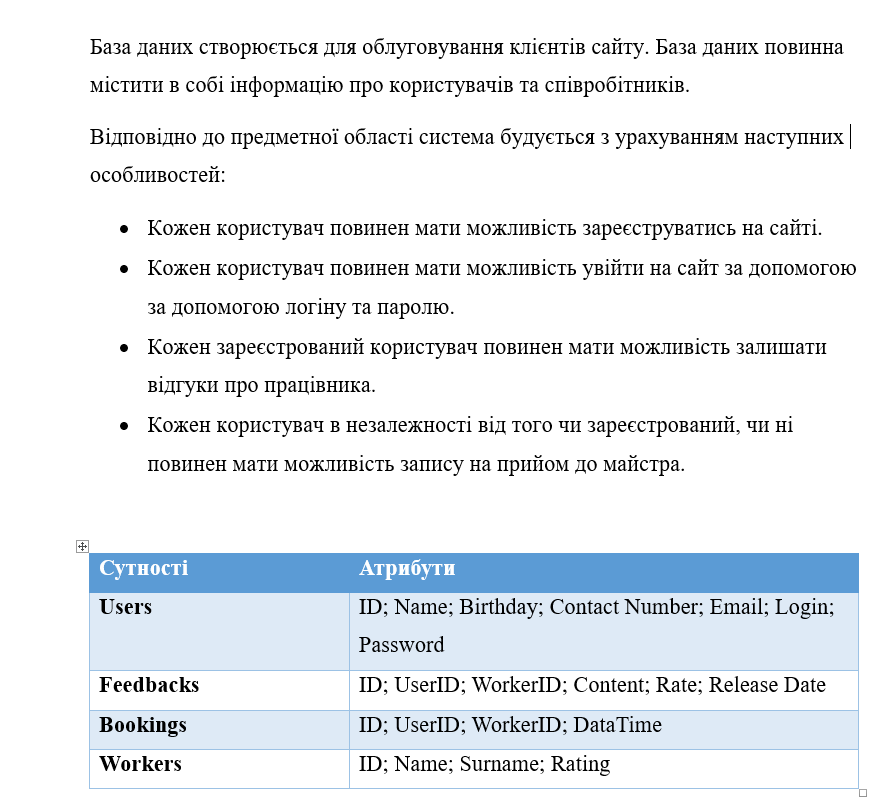 База даних створюється для облуговування клієнтів сайту. База даних повинна
містити в собі інформацію про користувачів та співробітників.
Відповідно до предметної області система будується з урахуванням наступних
особливостей:
• Кожен користувач повинен мати можливість зареєструватись на сайті.
• Кожен користувач повинен мати можливість увійти на сайт за допомогою
за допомогою логіну та паролю.
• Кожен зареєстрований користувач повинен мати можливість залишати
відгуки про працівника.
• Кожен користувач в незалежності від того чи зареєстрований, чи ні
повинен мати можливість запису на прийом до майстра.
Сутності Атрибути
Users ID; Name; Birthday; Contact Number; Email; Login;
Password
Feedbacks ID; UserID; WorkerID; Content; Rate; Release Date
Bookings ID; UserID; WorkerID; DataTime
Workers ID; Name; Surname; Rating